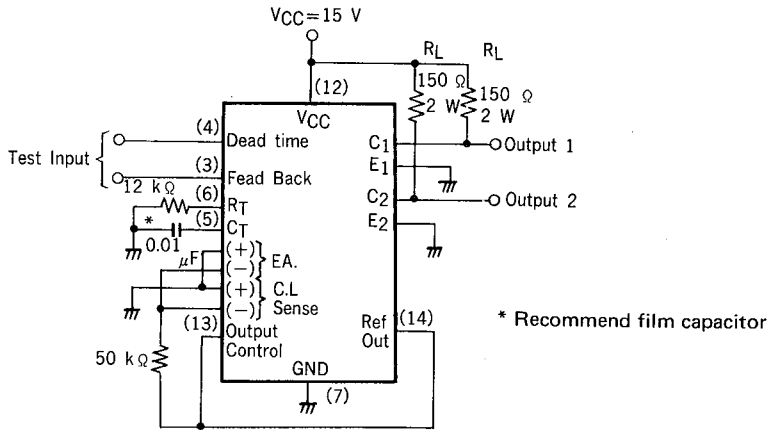 VCC=15 V
RL
RL
(12)
150 Ω
2 W
150 Ω
2 W
VCC
(4)
Dead time
C1
Output 1
Test Input
E1
(3)
Fead Back
C2
Output 2
12 kΩ
(6)
RT
E2
(5)
CT
*
0.01
μF
(+)
(−)
EA.
(+)
(−)
C.L
Sense
(13)
Output
Control
Ref
Out
(14)
* Recommend film capacitor
50 kΩ
GND
(7)